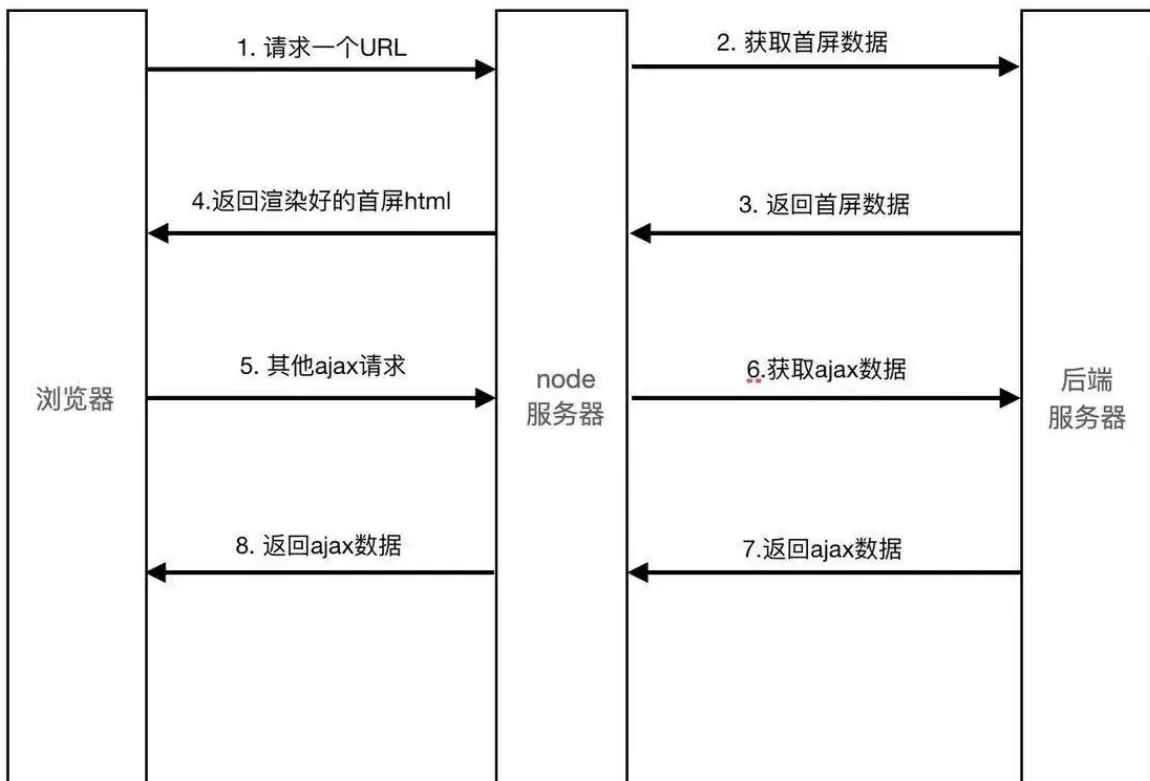 1. 请求一个URL
2. 获取首屏数据
4.返回渲染好的首屏html
3. 返回首屏数据
5. 其他ajax请求
6.获取ajax数据
浏览器
node
服务器
后端
服务器
8. 返回ajax数据
7.返回ajax数据